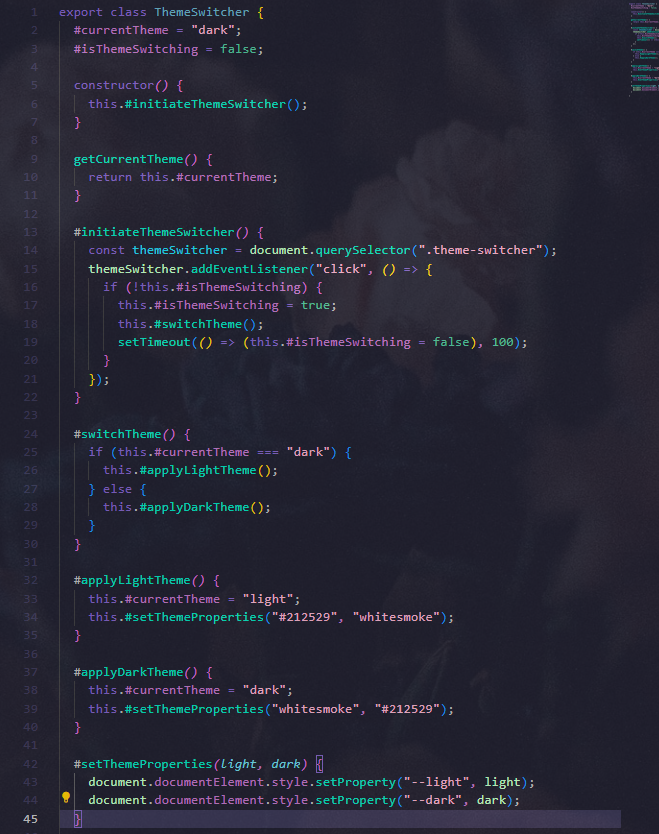 1 export class ThemeSwitcher {
2 #currentTheme = "dark";
3 #isThemeSwitching = false;
4
5 constructor() {
6 this.#initiateThemeSwitcher();
7 }
8
9 getCurrentTheme() {
10 return this.#currentTheme;
11 }
12
13 #initiateThemeSwitcher() {
14 const themeSwitcher = document.querySelector(".theme-switcher");
15 themeSwitcher.addEventListener("click", () => {
16 if (!this.#isThemeSwitching) {
17 this.#isThemeSwitching = true;
18 this.#switchTheme();
19 setTimeout(() => (this.#isThemeSwitching = false), 100);
20 }
21 });
22 }
23
24 #switchTheme() {
25 if (this.#currentTheme === "dark") {
26 this.#applyLightTheme();
27 } else {
28 this.#applyDarkTheme();
29 }
30 }
31
32 #applyLightTheme() {
33 this.#currentTheme = "light";
34 this.#setThemeProperties("#212529", "whitesmoke");
35 }
36
37 #applyDarkTheme() {
38 this.#currentTheme = "dark";
39 this.#setThemeProperties("whitesmoke", "#212529");
40 }
41
42 #setThemeProperties(light, dark) {
43 document.documentElement.style.setProperty("--light", light);
44 document.documentElement.style.setProperty("--dark", dark);
45 }